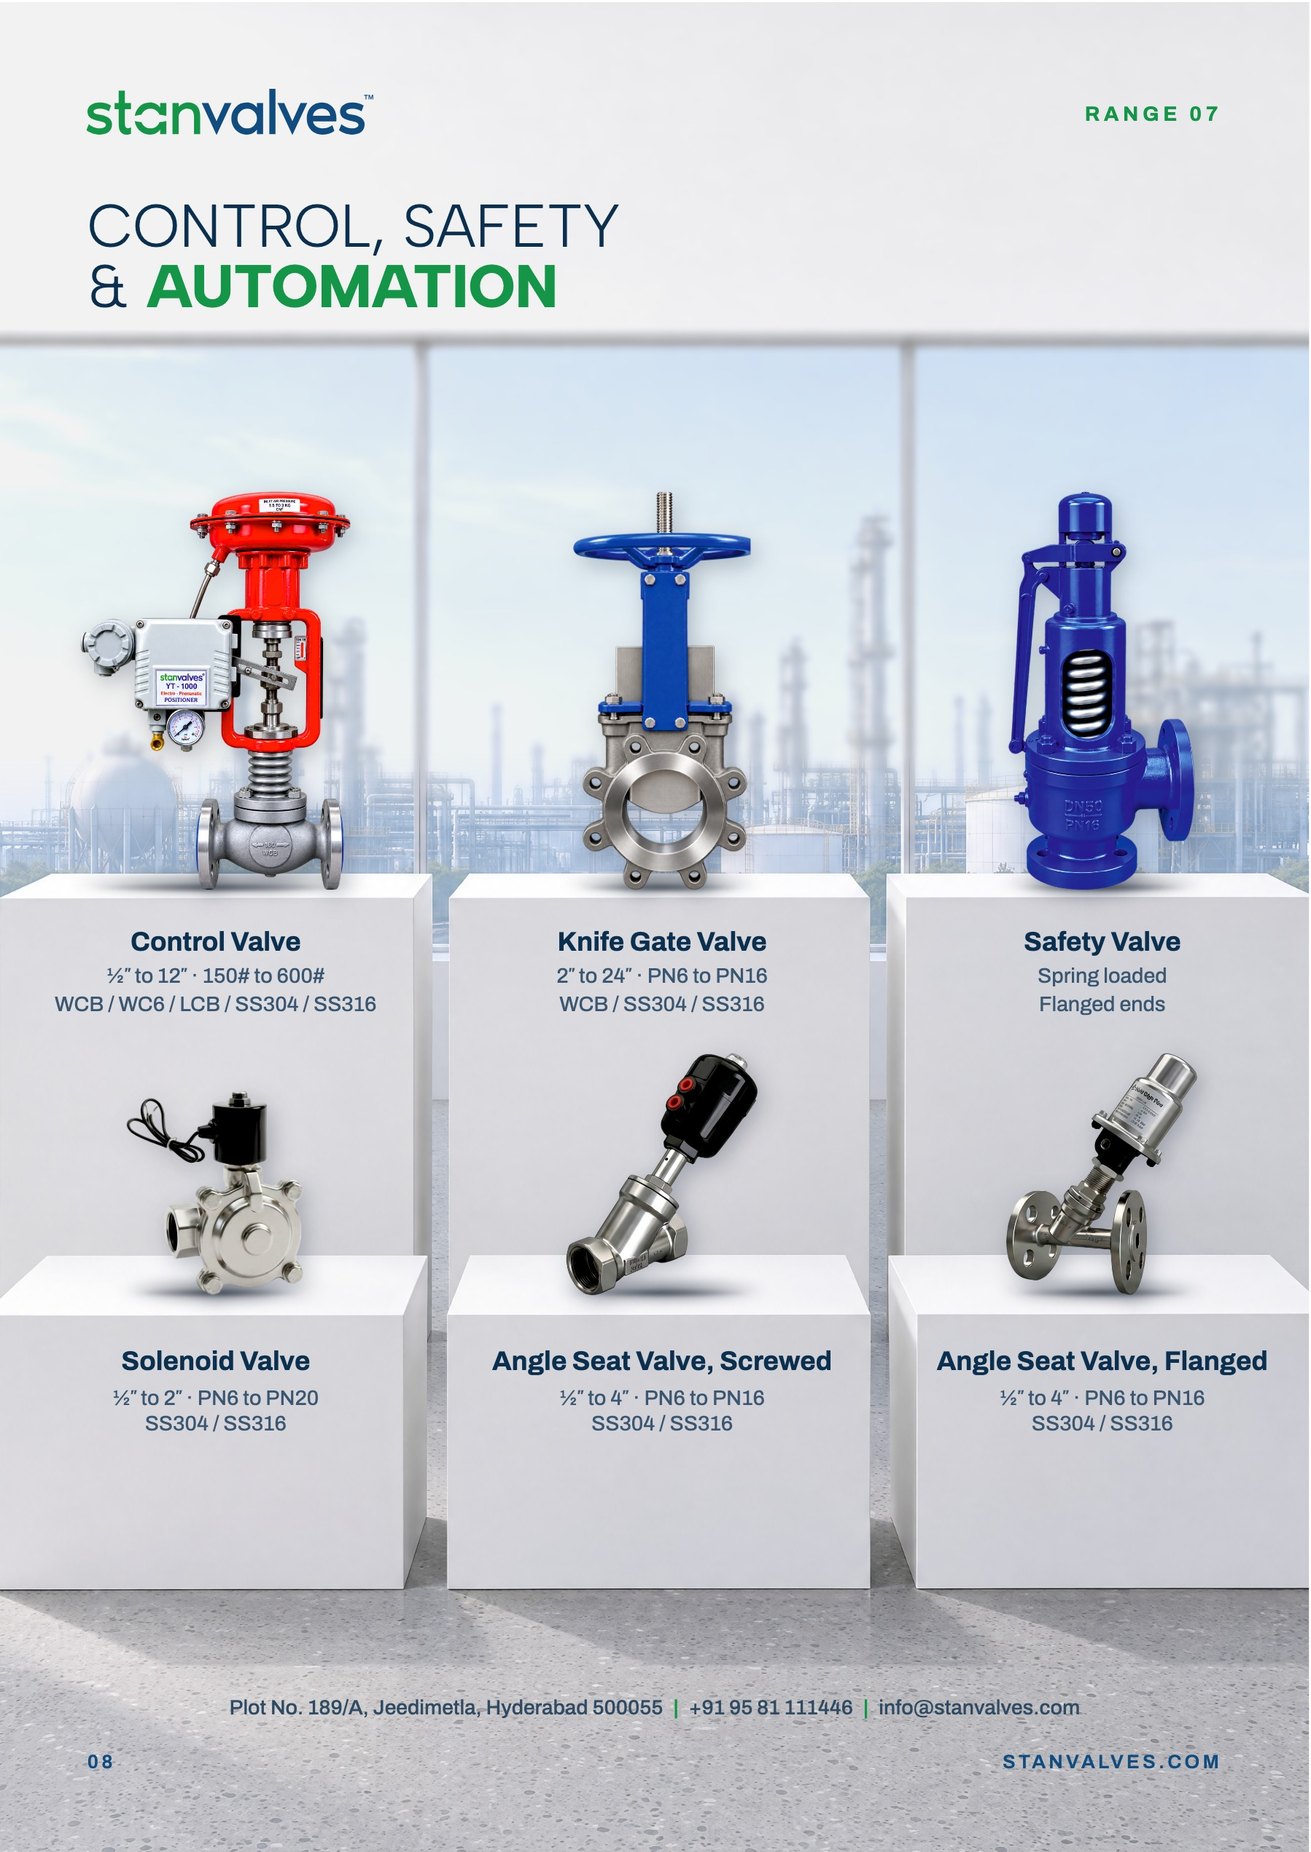 stanvalves™
RANGE 07
CONTROL, SAFETY
& AUTOMATION
stanvalves
YT - 1000
Electro - Pneumatic
POSITIONER
WCB
DN50
PN16
Control Valve
½″ to 12″ · 150# to 600#
WCB / WC6 / LCB / SS304 / SS316
Knife Gate Valve
2″ to 24″ · PN6 to PN16
WCB / SS304 / SS316
Safety Valve
Spring loaded
Flanged ends
Solenoid Valve
½″ to 2″ · PN6 to PN20
SS304 / SS316
Angle Seat Valve, Screwed
½″ to 4″ · PN6 to PN16
SS304 / SS316
Angle Seat Valve, Flanged
½″ to 4″ · PN6 to PN16
SS304 / SS316
Plot No. 189/A, Jeedimetla, Hyderabad 500055 | +91 95 81 111446 | info@stanvalves.com
08
STANVALVES.COM